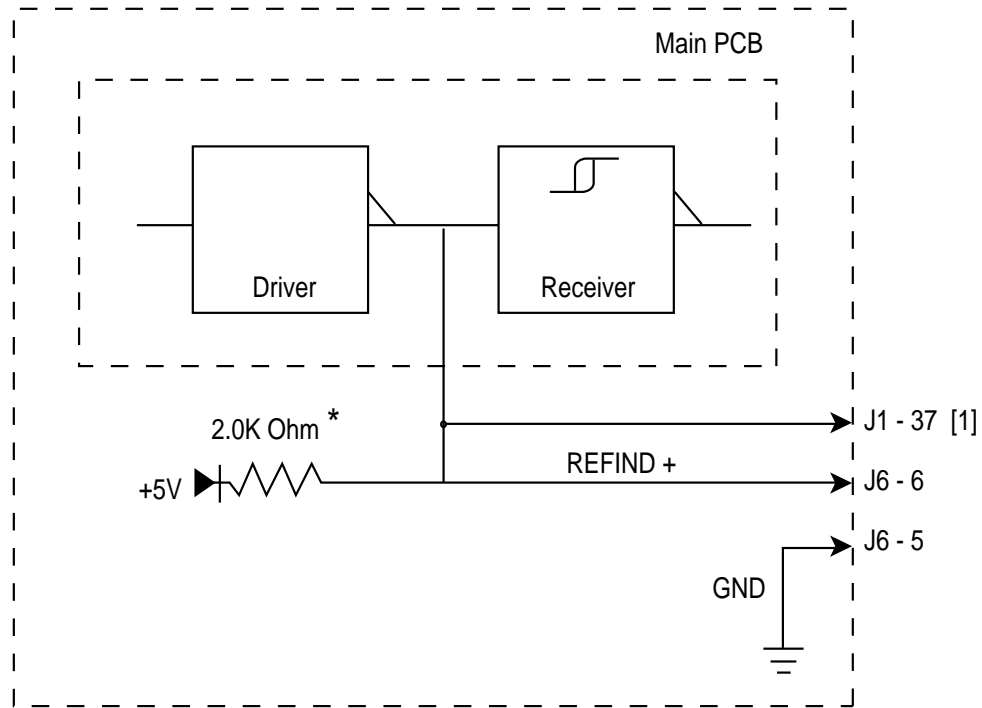 Main PCB
Driver
Receiver
2.0K Ohm *
J1 - 37 [1]
REFIND +
+5V
J6 - 6
J6 - 5
GND